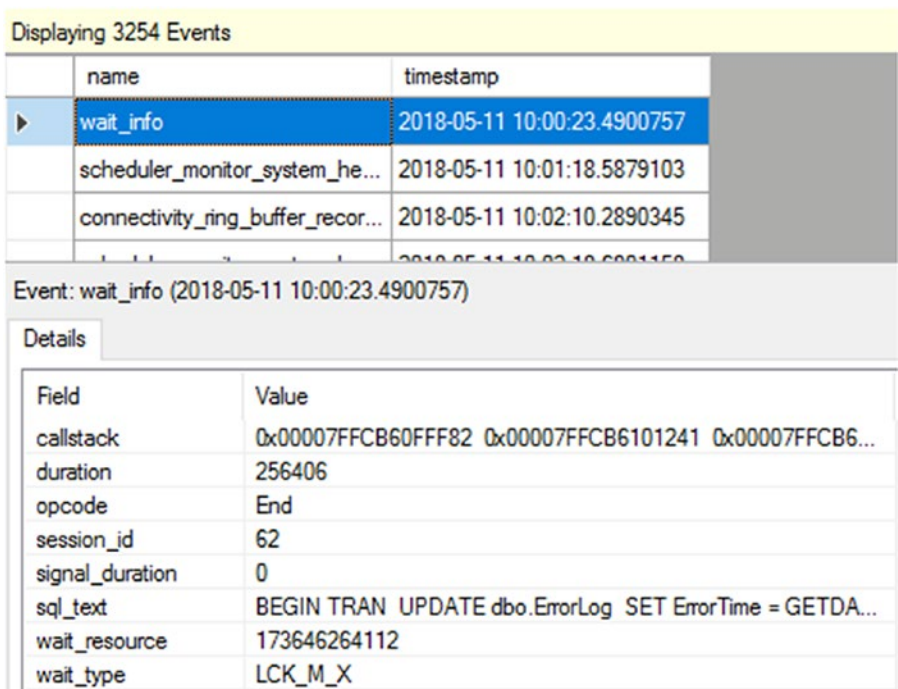 Displaying 3254 Events
name timestamp
wait_info 2018-05-11 10:00:23.4900757
scheduler_monitor_system_he... 2018-05-11 10:01:18.5879103
connectivity_ring_buffer_recor... 2018-05-11 10:02:10.2890345
Event: wait_info (2018-05-11 10:00:23.4900757)
Details
Field Value
callstack 0x00007FFCB60FFF82 0x00007FFCB6101241 0x00007FFCB6...
duration 256406
opcode End
session_id 62
signal_duration 0
sql_text BEGIN TRAN UPDATE dbo.ErrorLog SET ErrorTime = GETDA...
wait_resource 173646264112
wait_type LCK_M_X